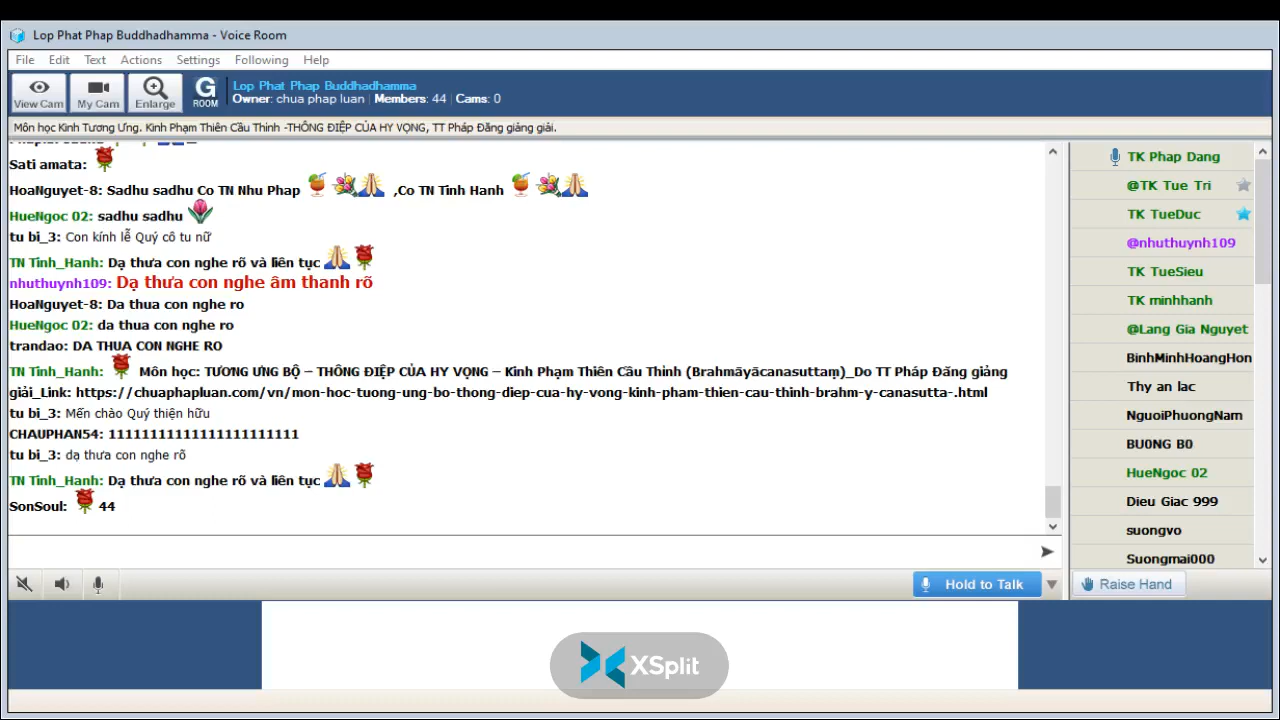 Lop Phat Phap Buddhadhamma - Voice Room
File Edit Text Actions Settings Following Help
View Cam My Cam Enlarge G ROOM
Lop Phat Phap Buddhadhamma
Owner: chua phap luan | Members: 44 | Cams: 0
Môn học Kinh Tương Ưng. Kinh Phạm Thiên Cầu Thỉnh -THÔNG ĐIỆP CỦA HY VỌNG, TT Pháp Đăng giảng giải.
Sati amata:
HoaNguyet-8: Sadhu sadhu Co TN Nhu Phap ,Co TN Tinh Hanh
HueNgoc 02: sadhu sadhu
tu bi_3: Con kính lễ Quý cô tu nữ
TN Tinh_Hanh: Dạ thưa con nghe rõ và liên tục
nhuthuynh109: Dạ thưa con nghe âm thanh rõ
HoaNguyet-8: Da thua con nghe ro
HueNgoc 02: da thua con nghe ro
trandao: DA THUA CON NGHE RO
TN Tinh_Hanh: Môn học: TƯƠNG ƯNG BỘ – THÔNG ĐIỆP CỦA HY VỌNG – Kinh Phạm Thiên Cầu Thỉnh (Brahmāyācanasuttaṃ)_Do TT Pháp Đăng giảng
giải_Link: https://chuaphapluan.com/vn/mon-hoc-tuong-ung-bo-thong-diep-cua-hy-vong-kinh-pham-thien-cau-thinh-brahm-y-canasutta-.html
tu bi_3: Mến chào Quý thiện hữu
CHAUPHAN54: 11111111111111111111111
tu bi_3: dạ thưa con nghe rõ
TN Tinh_Hanh: Dạ thưa con nghe rõ và liên tục
SonSoul: 44
Hold to Talk
TK Phap Dang
@TK Tue Tri
TK TueDuc
@nhuthuynh109
TK TueSieu
TK minhhanh
@Lang Gia Nguyet
BinhMinhHoangHon
Thy an lac
NguoiPhuongNam
BU0NG B0
HueNgoc 02
Dieu Giac 999
suongvo
Suongmai000
Raise Hand
XSplit